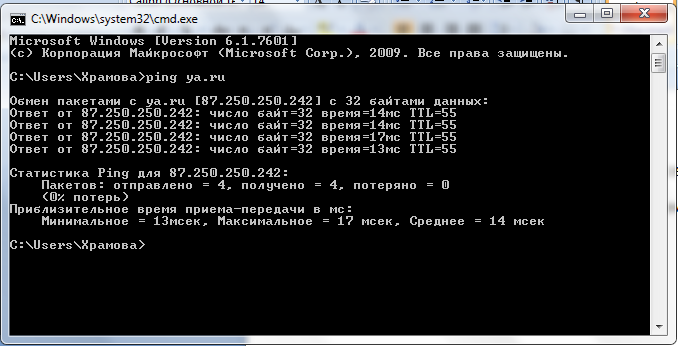 C:\Windows\system32\cmd.exe
Microsoft Windows [Version 6.1.7601]
(c) Корпорация Майкрософт (Microsoft Corp.), 2009. Все права защищены.
C:\Users\Храмова>ping ya.ru
Обмен пакетами с ya.ru [87.250.250.242] с 32 байтами данных:
Ответ от 87.250.250.242: число байт=32 время=14мс TTL=55
Ответ от 87.250.250.242: число байт=32 время=14мс TTL=55
Ответ от 87.250.250.242: число байт=32 время=17мс TTL=55
Ответ от 87.250.250.242: число байт=32 время=13мс TTL=55
Статистика Ping для 87.250.250.242:
Пакетов: отправлено = 4, получено = 4, потеряно = 0
(0% потерь)
Приблизительное время приема-передачи в мс:
Минимальное = 13мсек, Максимальное = 17 мсек, Среднее = 14 мсек
C:\Users\Храмова>